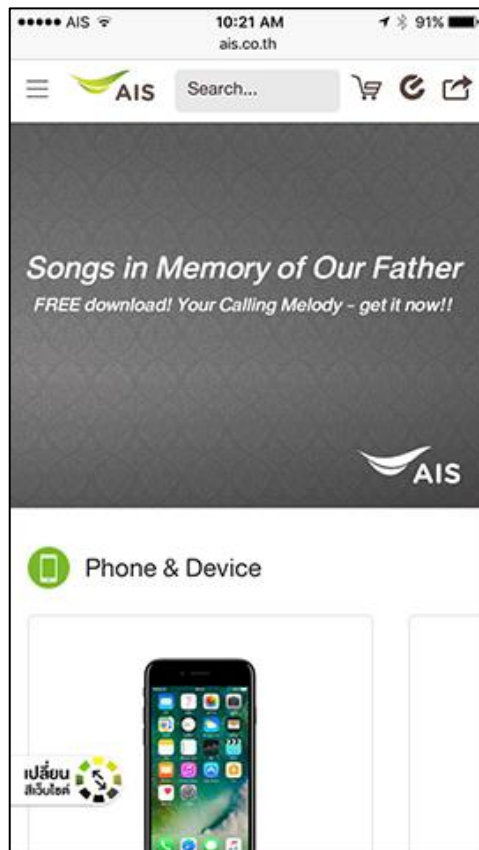 AIS
10:21 AM
91%
ais.co.th
AIS
Search...
Songs in Memory of Our Father
FREE download! Your Calling Melody - get it now!!
AIS
Phone & Device
เปลี่ยน
สีเว็บไซต์